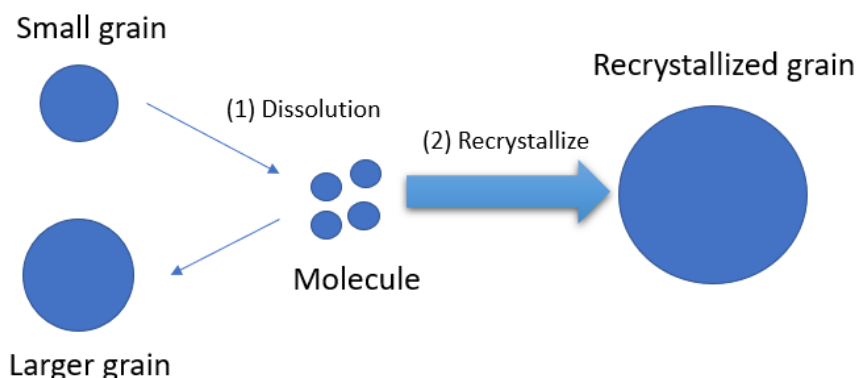 Small grain
(1) Dissolution
Recrystallized grain
(2) Recrystallize
Molecule
Larger grain